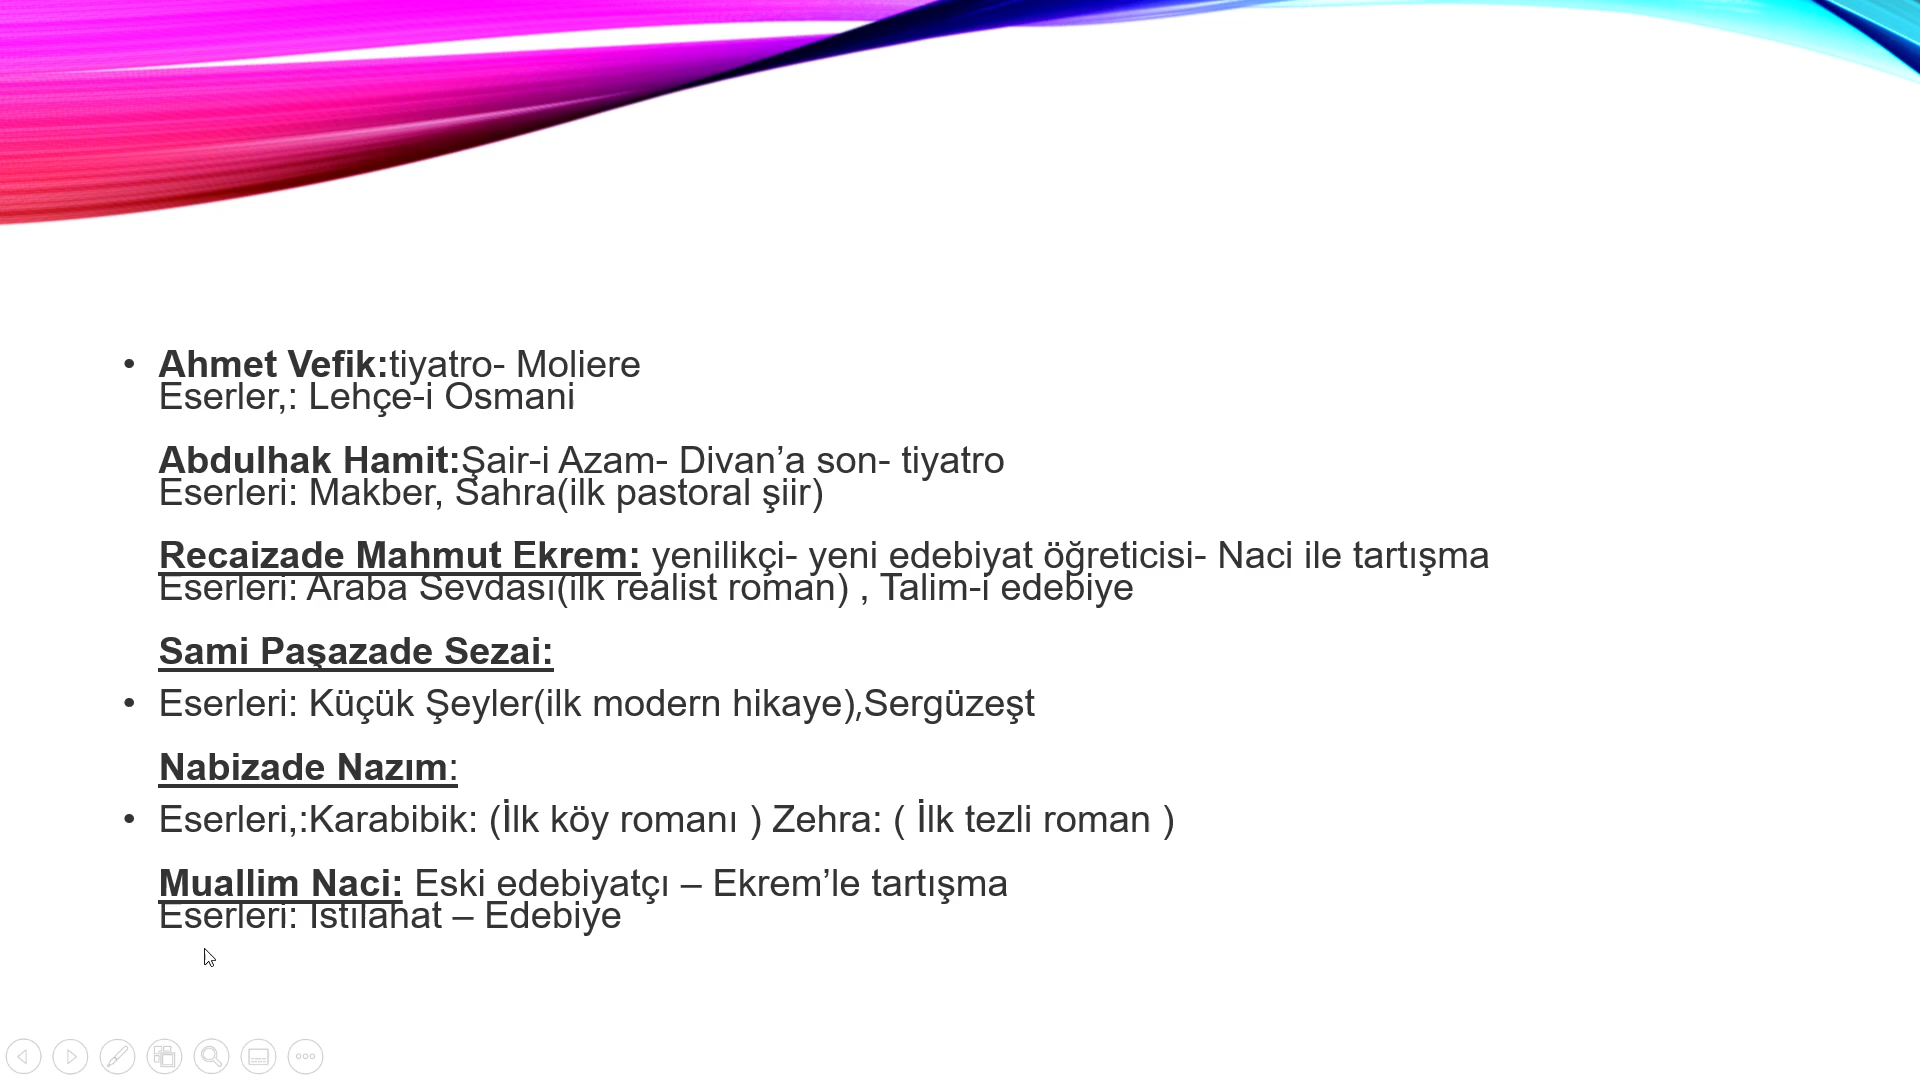 • Ahmet Vefik:tiyatro- Moliere
Eserler,: Lehçe-i Osmani
Abdulhak Hamit:Şair-i Azam- Divan’a son- tiyatro
Eserleri: Makber, Sahra(ilk pastoral şiir)
Recaizade Mahmut Ekrem: yenilikçi- yeni edebiyat öğreticisi- Naci ile tartışma
Eserleri: Araba Sevdası(ilk realist roman) , Talim-i edebiye
Sami Paşazade Sezai:
• Eserleri: Küçük Şeyler(ilk modern hikaye),Sergüzeşt
Nabizade Nazım:
• Eserleri,:Karabibik: (İlk köy romanı ) Zehra: ( İlk tezli roman )
Muallim Naci: Eski edebiyatçı – Ekrem’le tartışma
Eserleri: Istılahat – Edebiye